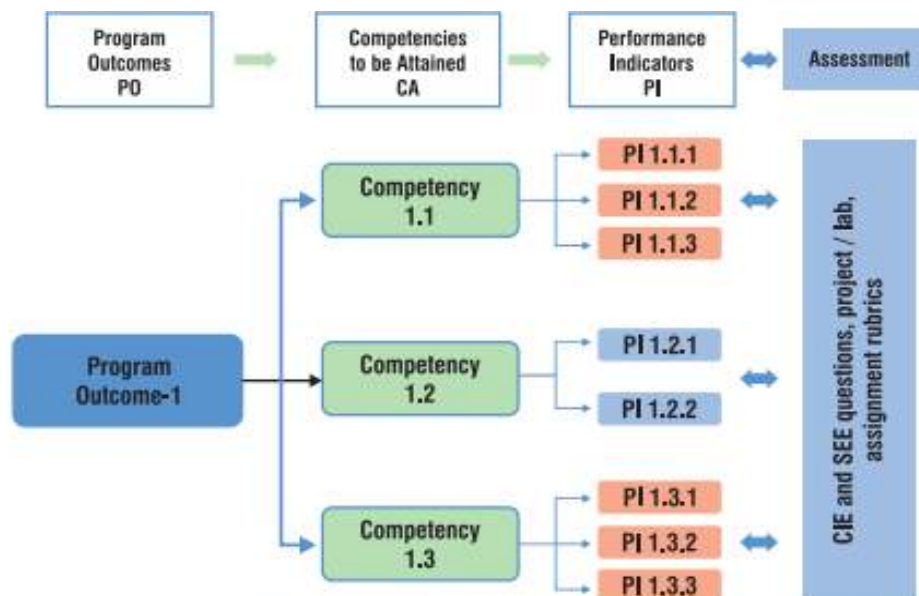 Program
Outcomes
PO
Competencies
to be Attained
CA
Performance
Indicators
PI
Assessment
Program
Outcome-1
Competency
1.1
PI 1.1.1
PI 1.1.2
PI 1.1.3
Competency
1.2
PI 1.2.1
PI 1.2.2
Competency
1.3
PI 1.3.1
PI 1.3.2
PI 1.3.3
CIE and SEE questions, project / lab,
assignment rubrics